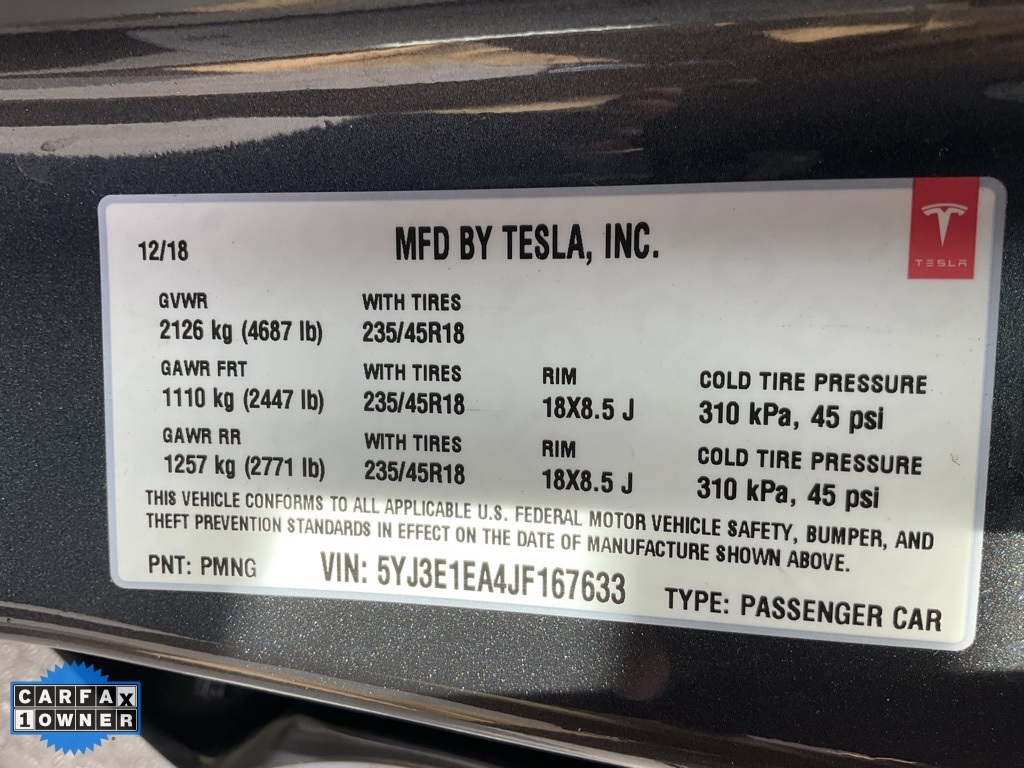 12/18 MFD BY TESLA, INC.
TESLA
GVWR WITH TIRES
2126 kg (4687 lb) 235/45R18
GAWR FRT WITH TIRES RIM COLD TIRE PRESSURE
1110 kg (2447 lb) 235/45R18 18X8.5 J 310 kPa, 45 psi
GAWR RR WITH TIRES RIM COLD TIRE PRESSURE
1257 kg (2771 lb) 235/45R18 18X8.5 J 310 kPa, 45 psi
THIS VEHICLE CONFORMS TO ALL APPLICABLE U.S. FEDERAL MOTOR VEHICLE SAFETY, BUMPER, AND
THEFT PREVENTION STANDARDS IN EFFECT ON THE DATE OF MANUFACTURE SHOWN ABOVE.
PNT: PMNG VIN: 5YJ3E1EA4JF167633 TYPE: PASSENGER CAR
CARFAX
1 OWNER